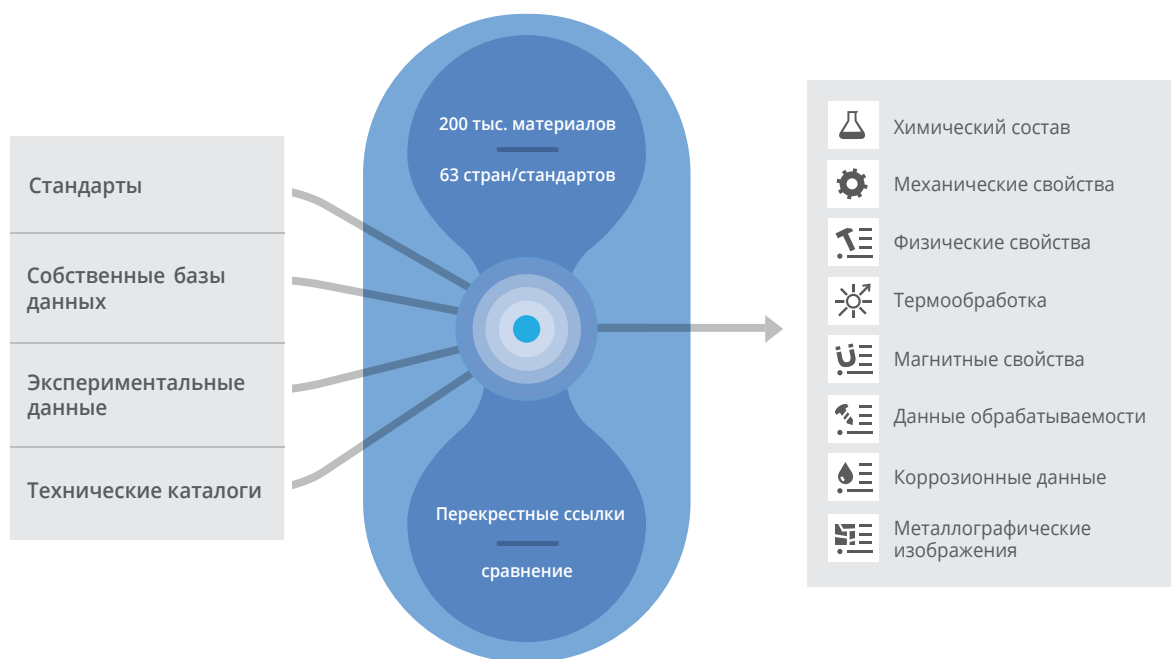 Стандарты
Собственные базы
данных
Экспериментальные
данные
Технические каталоги
200 тыс. материалов
63 стран/стандартов
Перекрестные ссылки
сравнение
Химический состав
Механические свойства
Физические свойства
Термообработка
Магнитные свойства
Данные обрабатываемости
Коррозионные данные
Металлографические
изображения